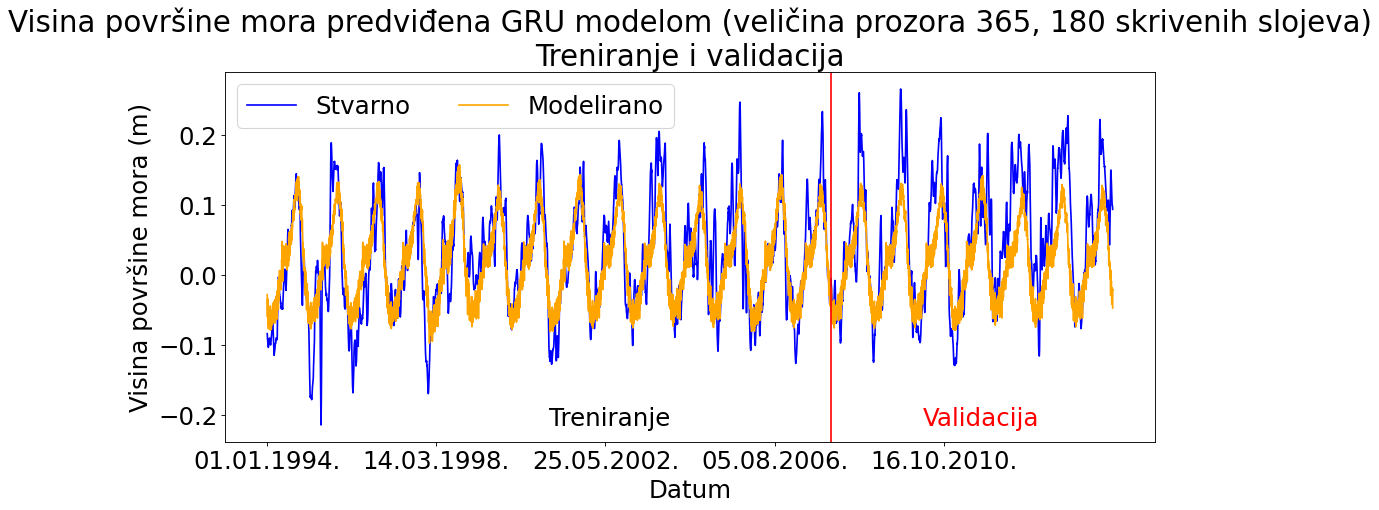 Visina površine mora predviđena GRU modelom (veličina prozora 365, 180 skrivenih slojeva)
Treniranje i validacija
Stvarno
Modelirano
Visina površine mora (m)
0.2
0.1
0.0
−0.1
−0.2
Treniranje
Validacija
01.01.1994.
14.03.1998.
25.05.2002.
05.08.2006.
16.10.2010.
Datum